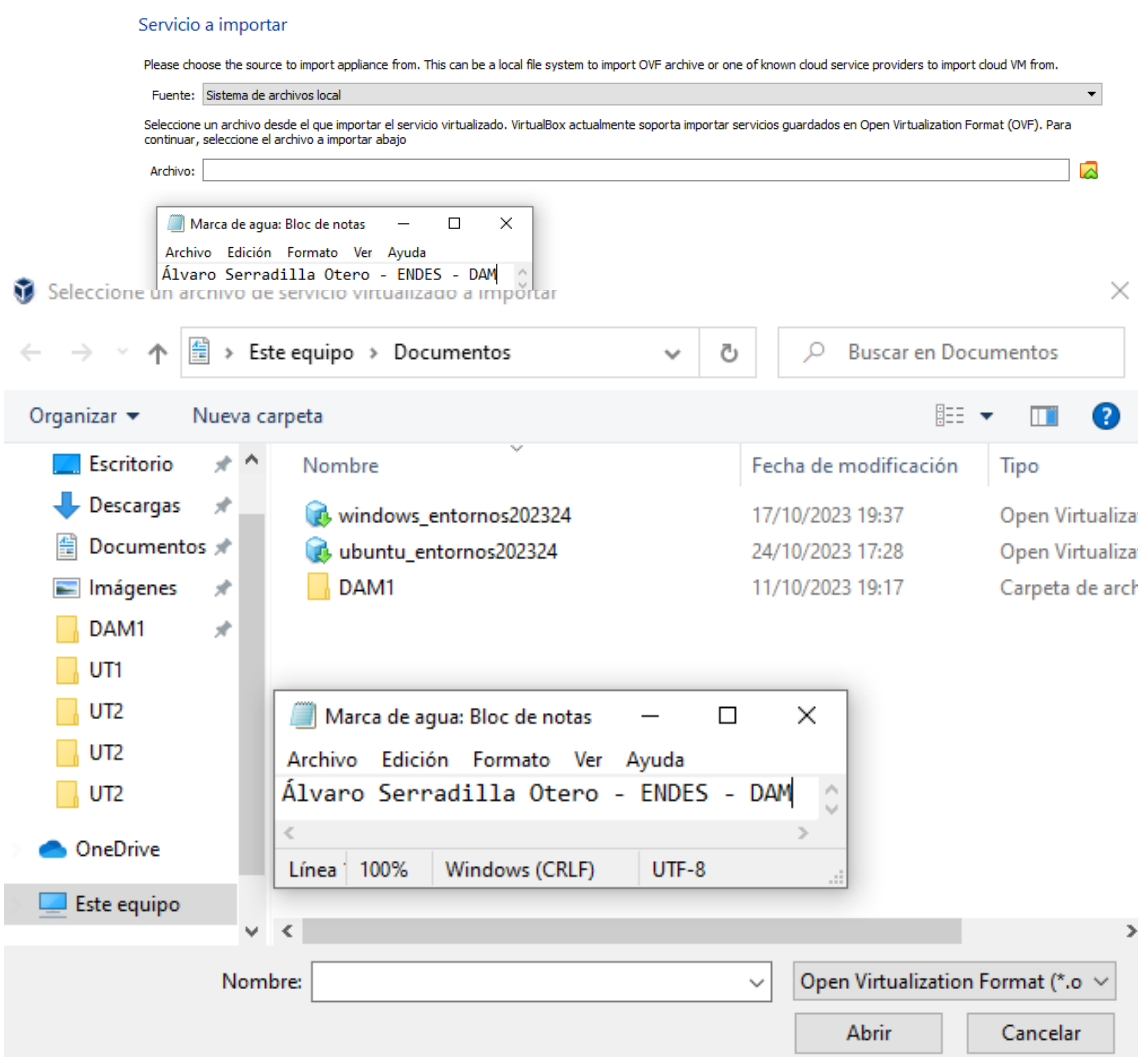 Servicio a importar
Please choose the source to import appliance from. This can be a local file system to import OVF archive or one of known cloud service providers to import cloud VM from.
Fuente: Sistema de archivos local
Seleccione un archivo desde el que importar el servicio virtualizado. VirtualBox actualmente soporta importar servicios guardados en Open Virtualization Format (OVF). Para
continuar, seleccione el archivo a importar abajo
Archivo:
Marca de agua: Bloc de notas
Archivo Edición Formato Ver Ayuda
Álvaro Serradilla Otero - ENDES - DAM
Seleccione un archivo de servicio virtualizado a importar
Este equipo > Documentos
Buscar en Documentos
Organizar Nueva carpeta
Escritorio
Descargas
Documentos
Imágenes
DAM1
UT1
UT2
UT2
UT2
OneDrive
Este equipo
Nombre Fecha de modificación Tipo
windows_entornos202324 17/10/2023 19:37 Open Virtualiza
ubuntu_entornos202324 24/10/2023 17:28 Open Virtualiza
DAM1 11/10/2023 19:17 Carpeta de arch
Marca de agua: Bloc de notas
Archivo Edición Formato Ver Ayuda
Álvaro Serradilla Otero - ENDES - DAM
Línea 100% Windows (CRLF) UTF-8
Nombre: Open Virtualization Format (*.o
Abrir Cancelar